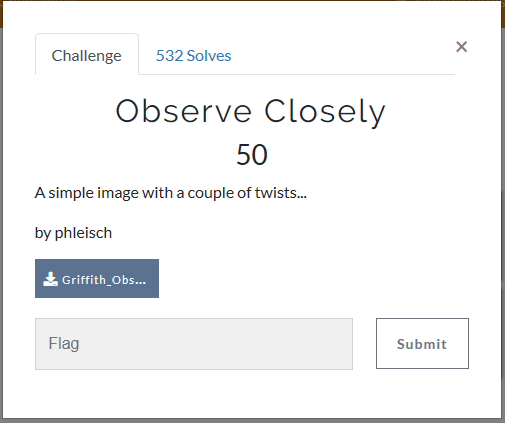 Challenge
532 Solves
×
Observe Closely
50
A simple image with a couple of twists...
by phleisch
Griffith_Obs...
Flag
Submit